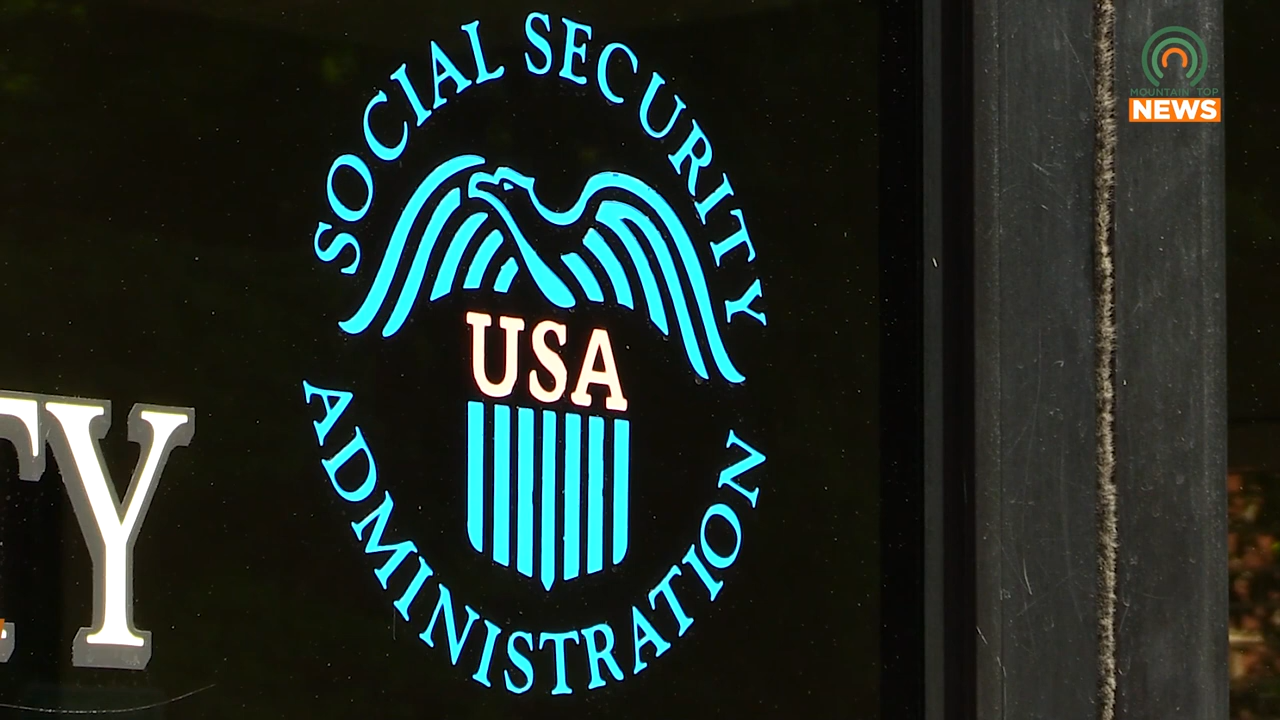 SOCIAL SECURITY
USA
ADMINISTRATION
TY
MOUNTAIN TOP
NEWS